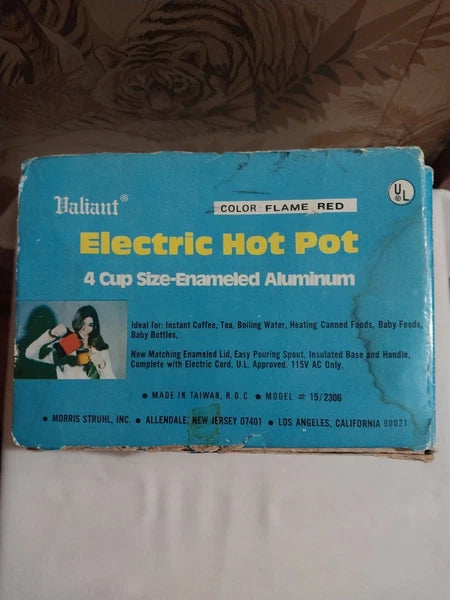 Valiant®
COLOR: FLAME RED
UL
Electric Hot Pot
4 Cup Size-Enameled Aluminum
Ideal for: Instant Coffee, Tea, Boiling Water, Heating Canned Foods, Baby Foods,
Baby Bottles,
New Matching Enameled Lid, Easy Pouring Spout, Insulated Base and Handle,
Complete with Electric Cord. U.L. Approved. 115V AC Only.
● MADE IN TAIWAN, R.O.C. ● MODEL # 15/2306
● MORRIS STRUHL, INC. ● ALLENDALE, NEW JERSEY 07401 ● LOS ANGELES, CALIFORNIA 90021